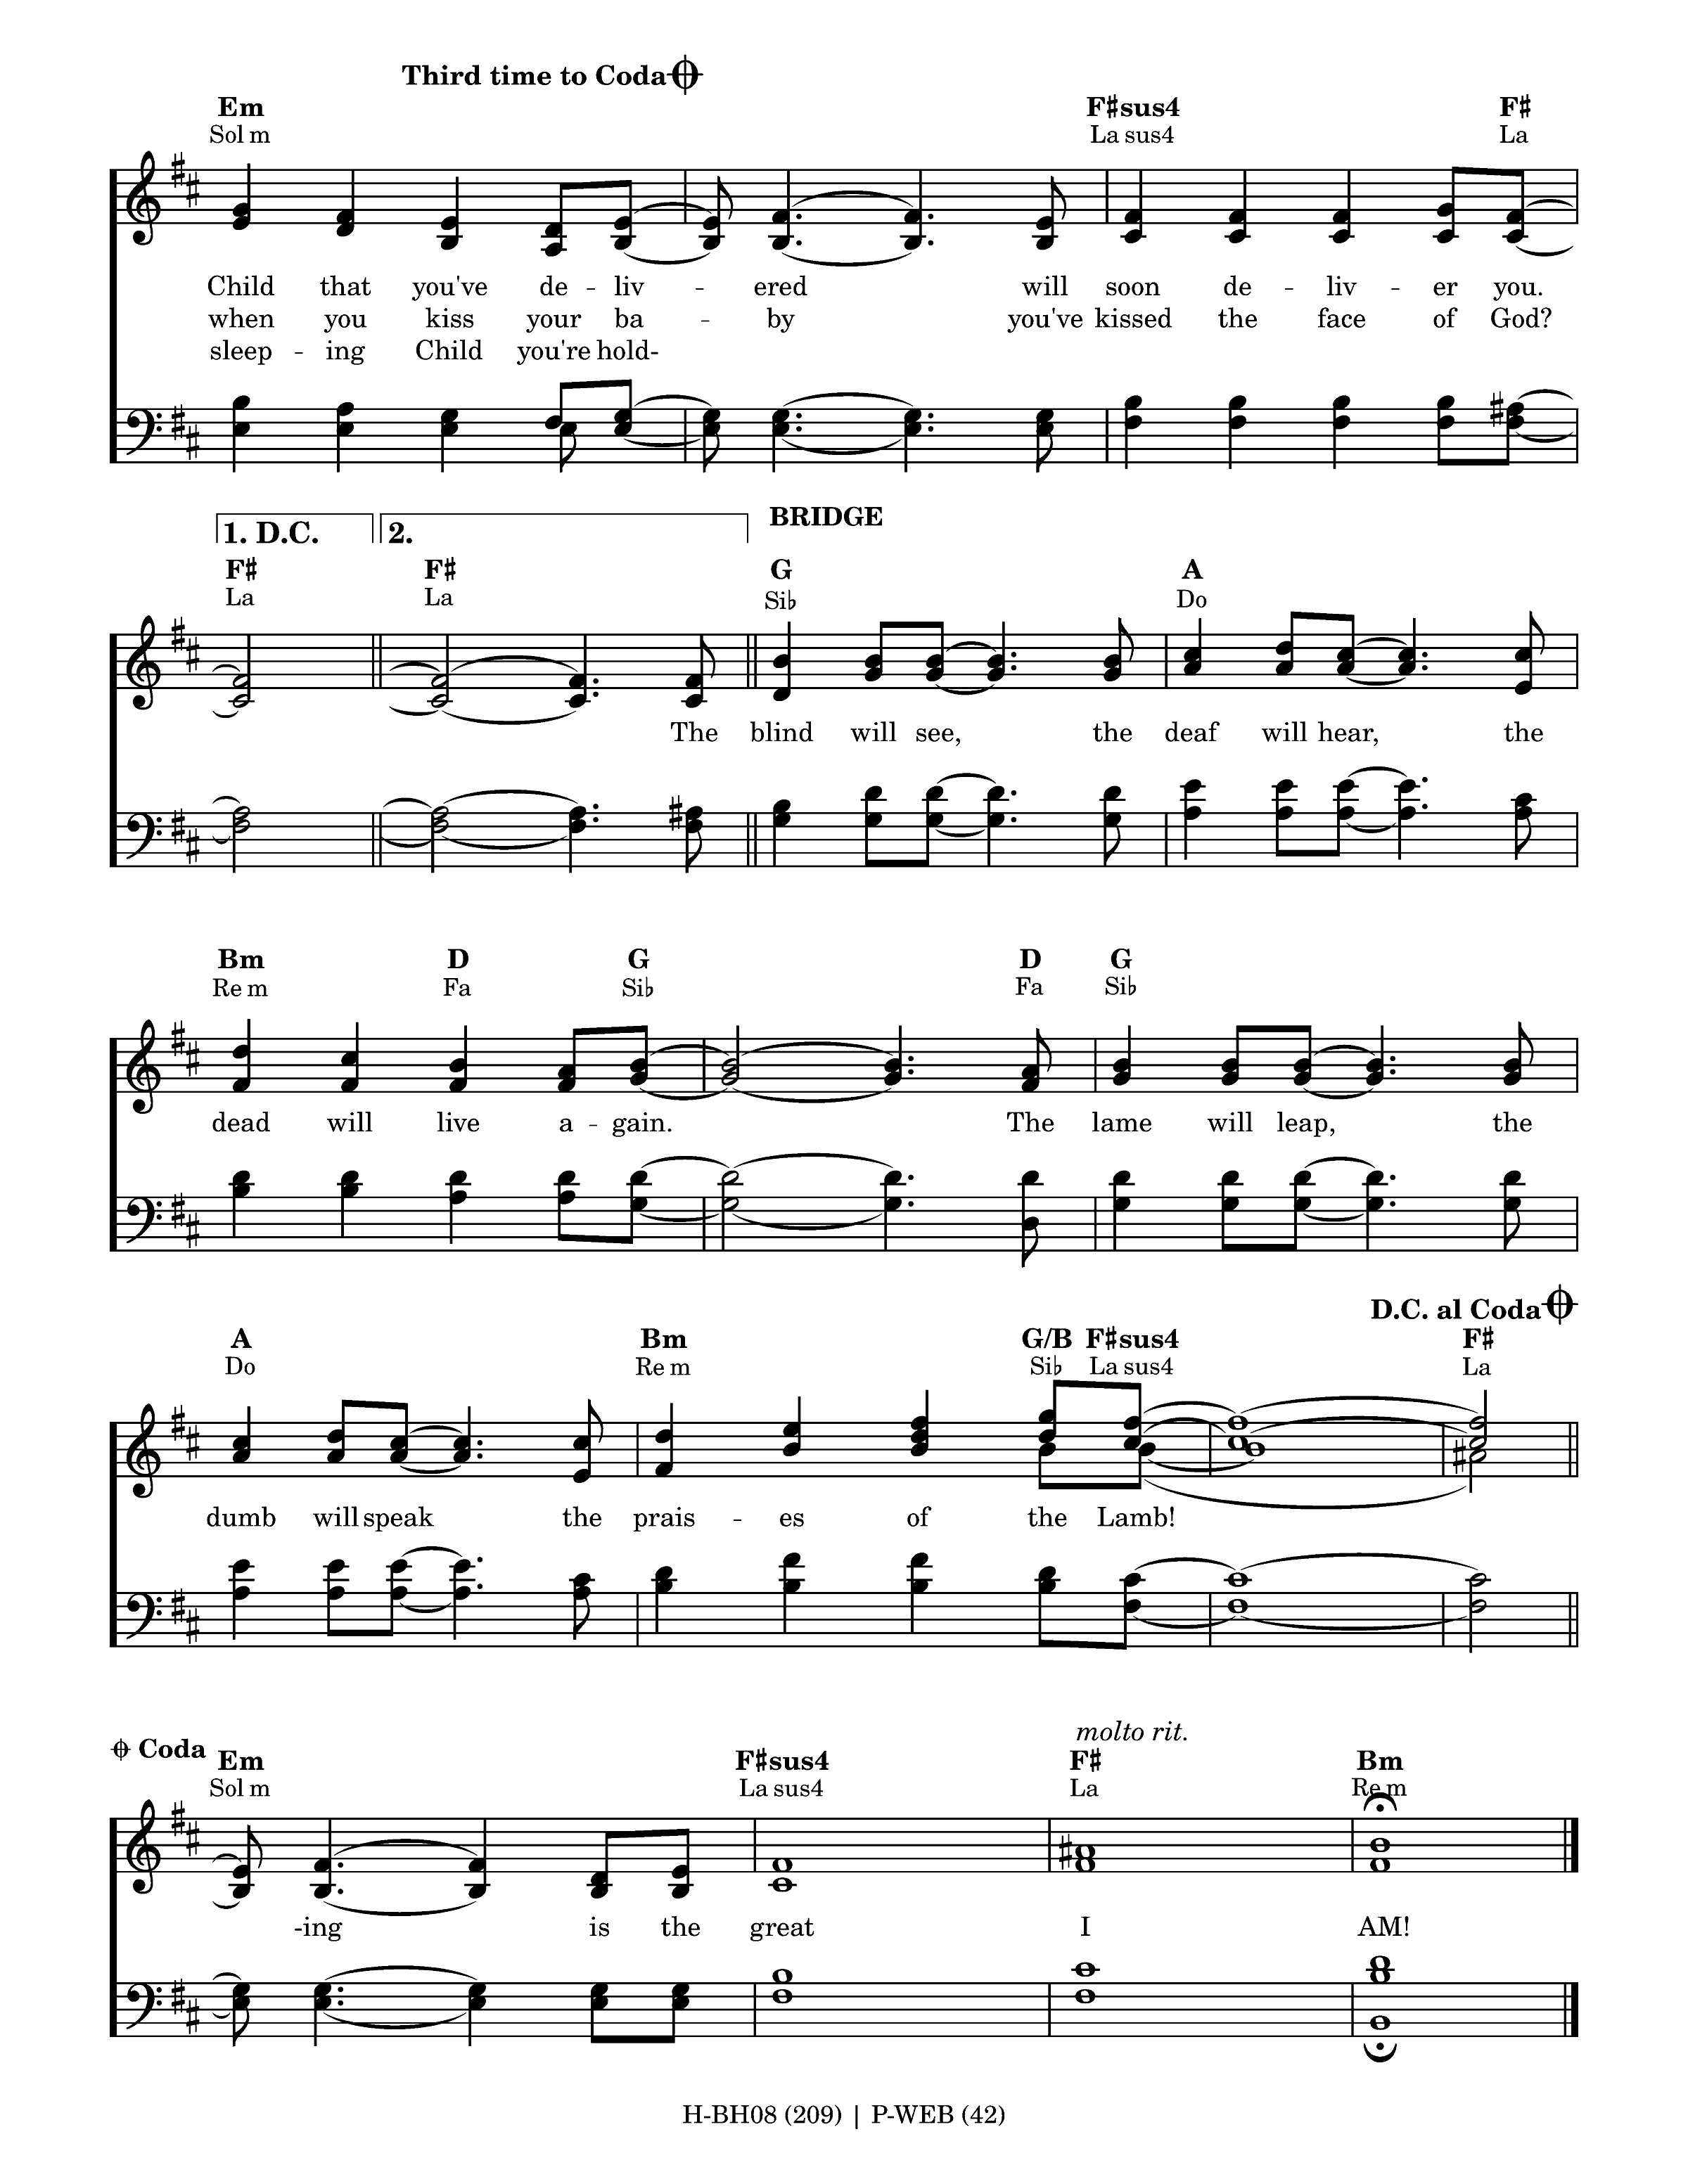 Third time to Coda
Em F♯sus4 F♯
Sol m La sus4 La
Child that you've de - liv - ered will soon de - liv - er you.
when you kiss your ba - by you've kissed the face of God?
sleep - ing Child you're hold-
1. D.C. 2. BRIDGE
F♯ F♯ G A
La La Si♭ Do
The blind will see, the deaf will hear, the
Bm D G D G
Re m Fa Si♭ Fa Si♭
dead will live a - gain. The lame will leap, the
D.C. al Coda
A Bm G/B F♯sus4 F♯
Do Re m Si♭ La sus4 La
dumb will speak the prais - es of the Lamb!
molto rit.
Coda
Em F♯sus4 F♯ Bm
Sol m La sus4 La Re m
-ing is the great I AM!
H-BH08 (209) | P-WEB (42)